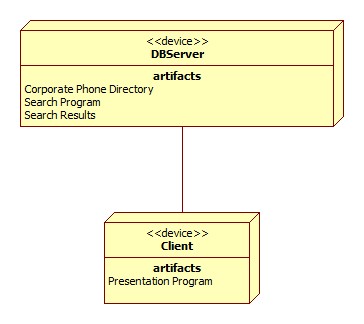 <<device>>
DBServer
artifacts
Corporate Phone Directory
Search Program
Search Results
<<device>>
Client
artifacts
Presentation Program